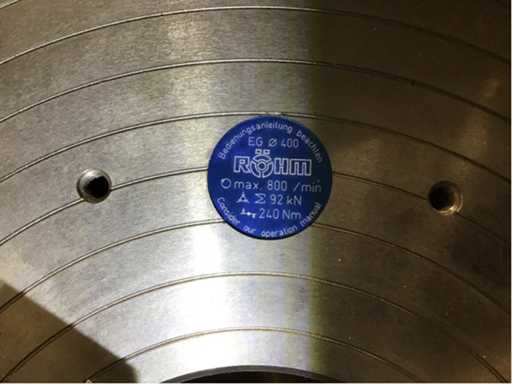 Bedienungsanleitung beachten
EG ⌀ 400
RÖHM
max. 800 /min
Σ 92 kN
240 Nm
Consider our operation manual